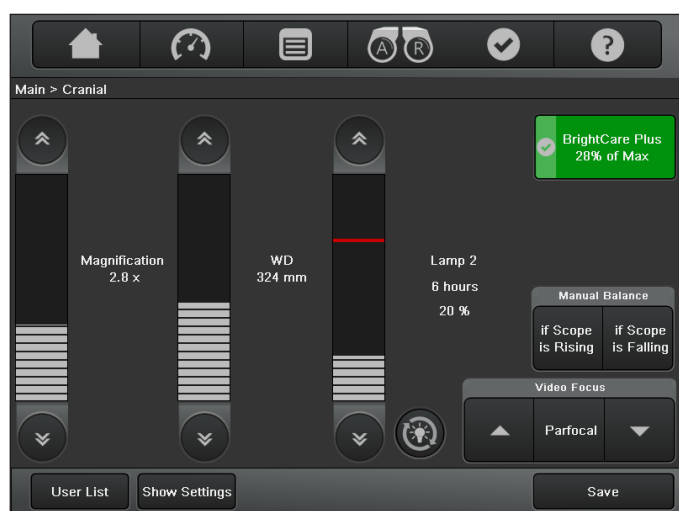 A R ?
Main > Cranial
BrightCare Plus
28% of Max
Magnification
2.8 x
WD
324 mm
Lamp 2
6 hours
20 %
Manual Balance
if Scope
is Rising
if Scope
is Falling
Video Focus
Parfocal
User List
Show Settings
Save